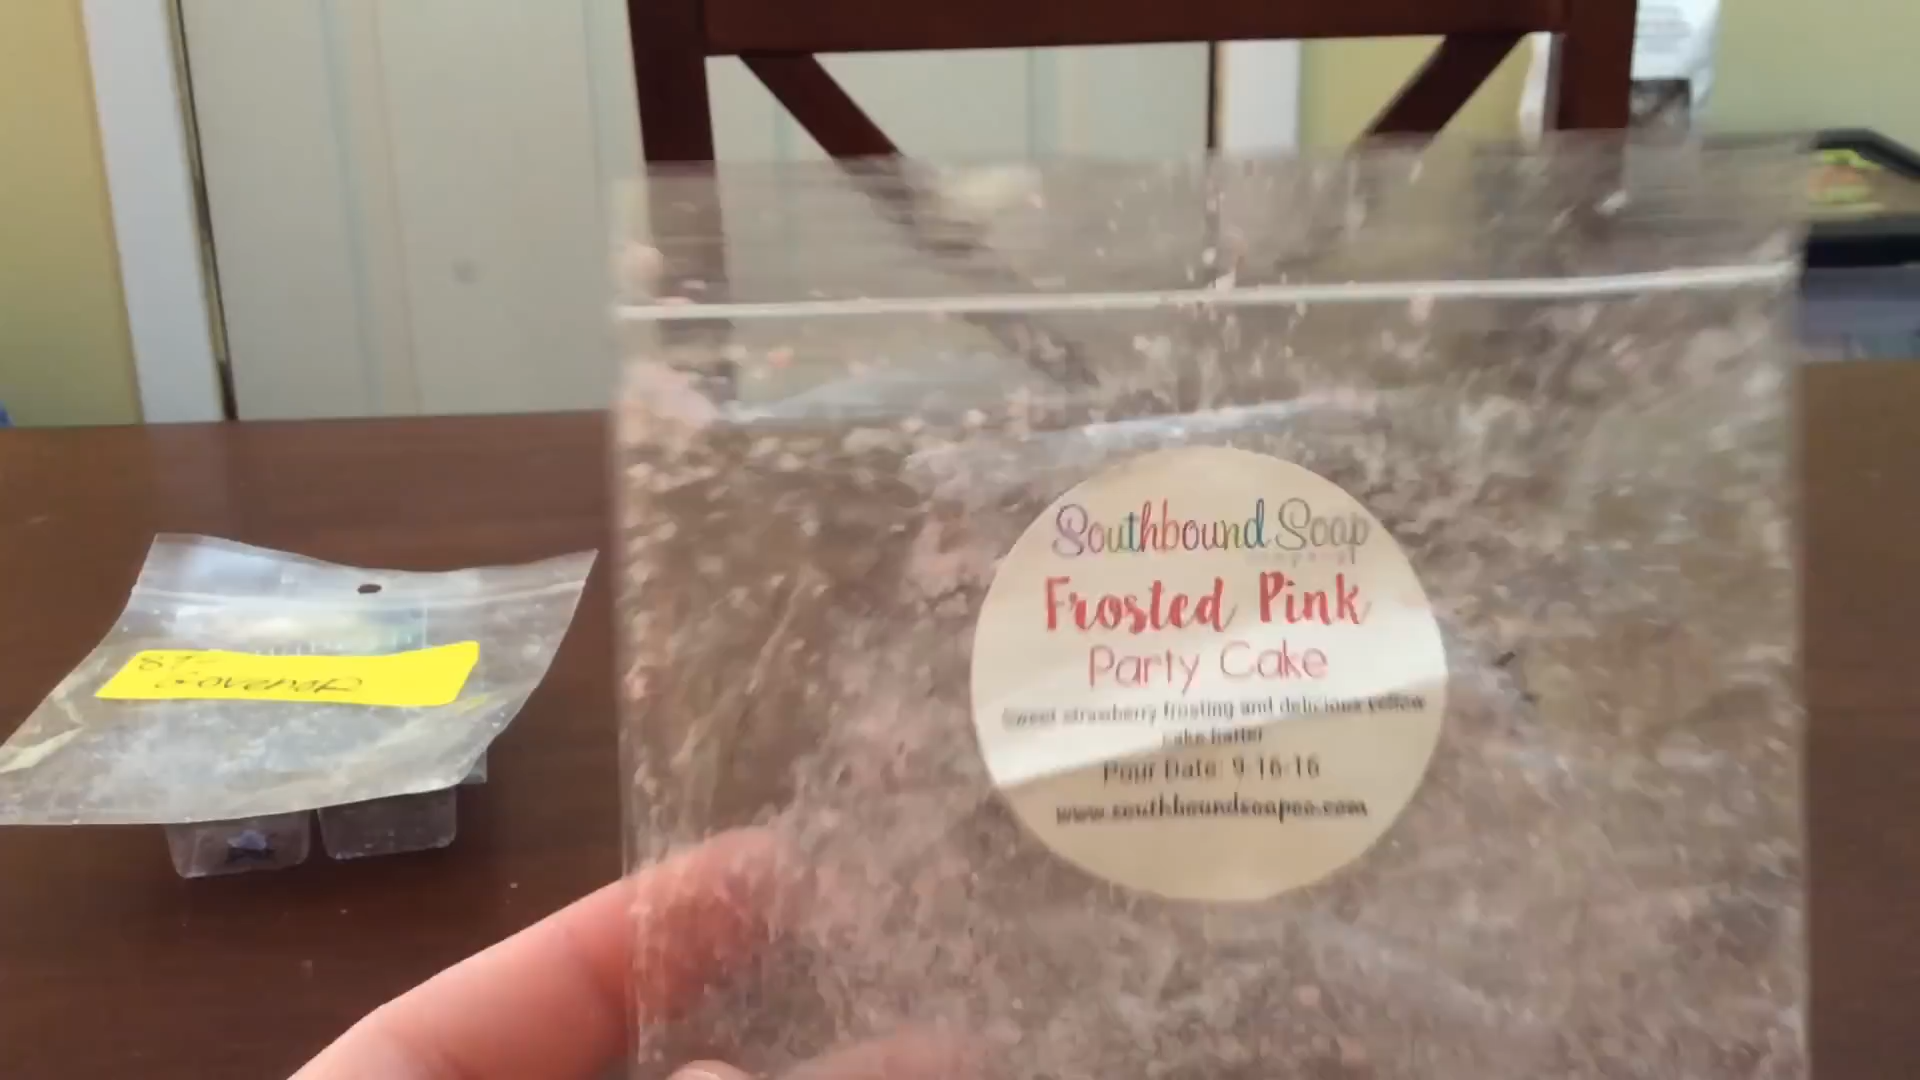 Southbound Soap
Frosted Pink
Party Cake
Sweet strawberry frosting and delicious yellow
cake batter
Pour Date: 9-16-16
www.southboundsoapco.com